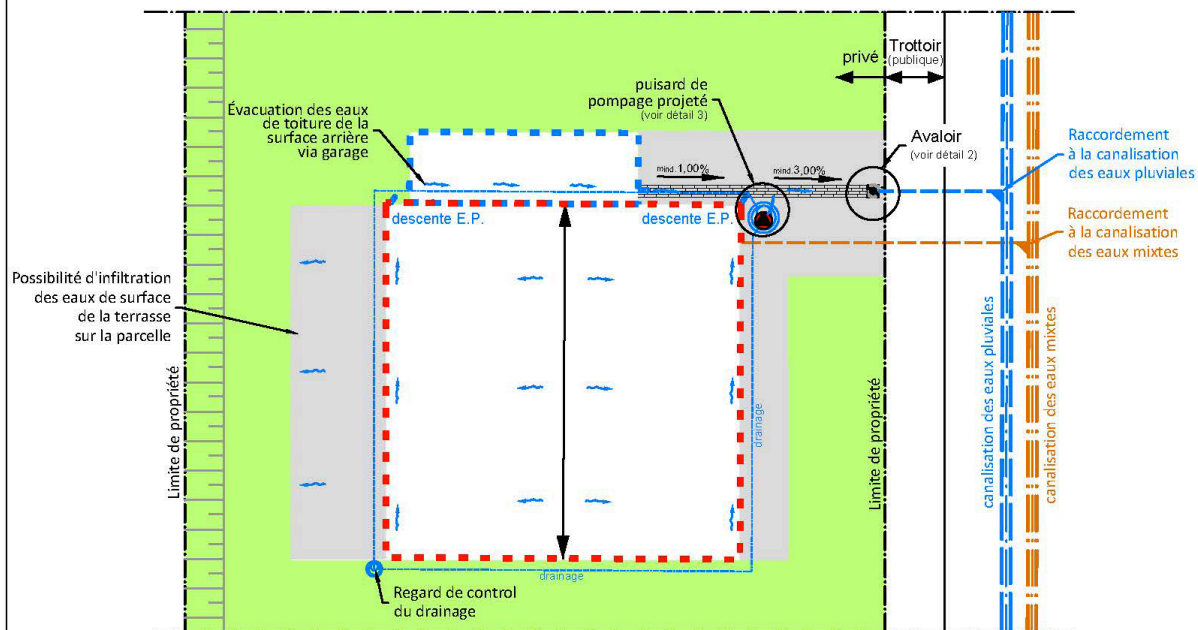 Trottoir
privé
(publique)
puisard de
pompage projeté
(voir détail 3)
Évacuation des eaux
de toiture de la
surface arrière
via garage
Avaloir
(voir détail 2)
Raccordement
à la canalisation
des eaux pluviales
mind.1,00%
mind.3,00%
descente E.P.
descente E.P.
Raccordement
à la canalisation
des eaux mixtes
Possibilité d'infiltration
des eaux de surface
de la terrasse
sur la parcelle
Limite de propriété
drainage
Limite de propriété
canalisation des eaux pluviales
canalisation des eaux mixtes
drainage
Regard de control
du drainage